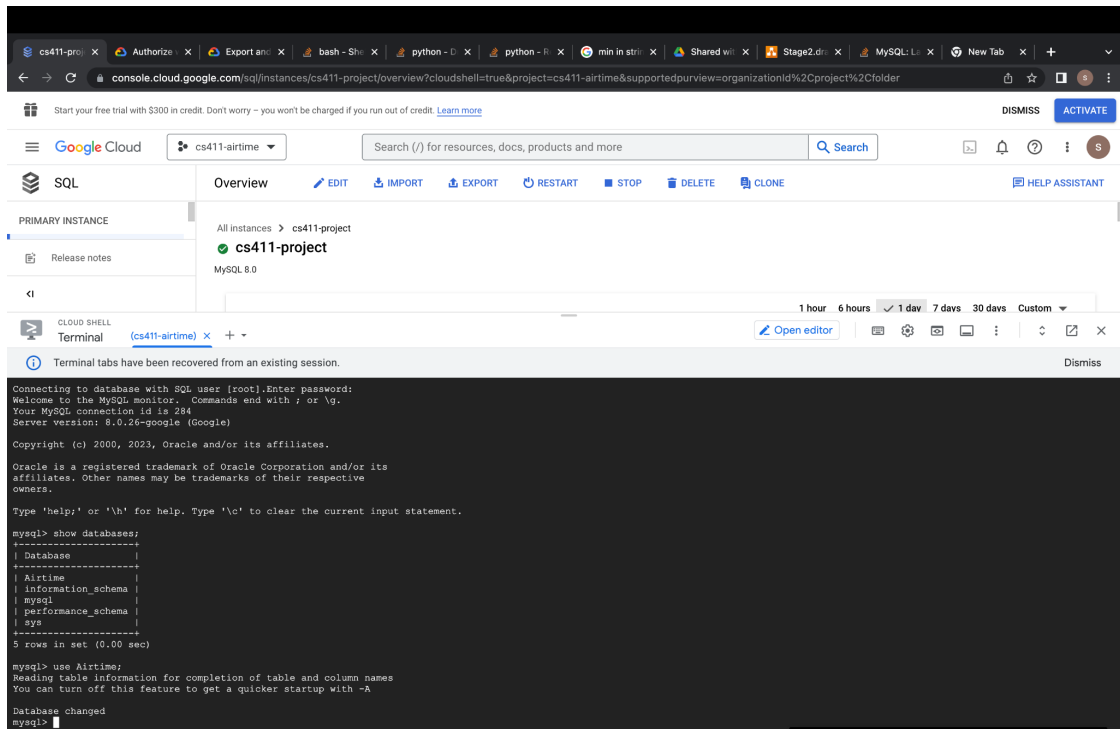 cs411-proj
Authorize
Export and
bash - She
python - D
python - R
min in strin
Shared wit
Stage2.dra
MySQL: La
New Tab
console.cloud.google.com/sql/instances/cs411-project/overview?cloudshell=true&project=cs411-airtime&supportedpurview=organizationId%2Cproject%2Cfolder
S
Start your free trial with $300 in credit. Don't worry – you won't be charged if you run out of credit. Learn more
DISMISS
ACTIVATE
Google Cloud
cs411-airtime
Search (/) for resources, docs, products and more
Search
S
SQL
Overview
EDIT
IMPORT
EXPORT
RESTART
STOP
DELETE
CLONE
HELP ASSISTANT
PRIMARY INSTANCE
Release notes
All instances > cs411-project
cs411-project
MySQL 8.0
1 hour 6 hours 1 day 7 days 30 days Custom
CLOUD SHELL
Terminal
(cs411-airtime)
Open editor
Terminal tabs have been recovered from an existing session.
Dismiss
Connecting to database with SQL user [root].Enter password:
Welcome to the MySQL monitor.  Commands end with ; or \g.
Your MySQL connection id is 284
Server version: 8.0.26-google (Google)
Copyright (c) 2000, 2023, Oracle and/or its affiliates.
Oracle is a registered trademark of Oracle Corporation and/or its
affiliates. Other names may be trademarks of their respective
owners.
Type 'help;' or '\h' for help. Type '\c' to clear the current input statement.
mysql> show databases;
+--------------------+
| Database           |
+--------------------+
| Airtime            |
| information_schema |
| mysql              |
| performance_schema |
| sys                |
+--------------------+
5 rows in set (0.00 sec)
mysql> use Airtime;
Reading table information for completion of table and column names
You can turn off this feature to get a quicker startup with -A
Database changed
mysql>